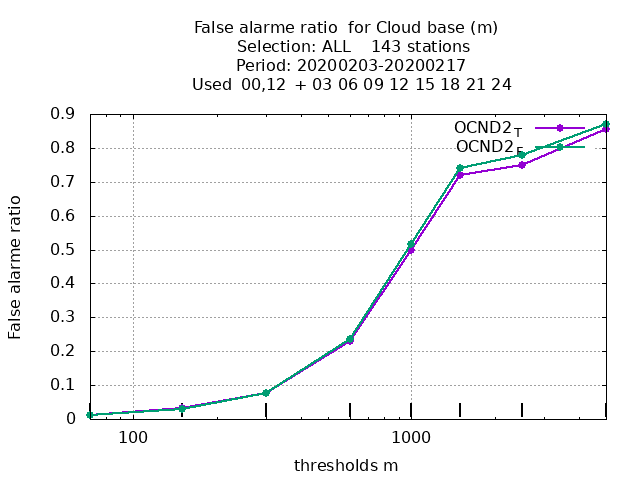 False alarme ratio  for Cloud base (m)
Selection: ALL    143 stations
Period: 20200203-20200217
Used  00,12  + 03 06 09 12 15 18 21 24
0.9
0.8
0.7
0.6
0.5
0.4
0.3
0.2
0.1
0
False alarme ratio
OCND2T
OCND2
100
1000
thresholds m